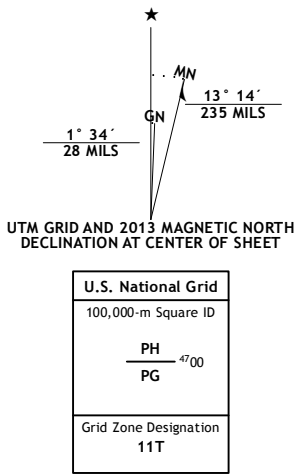 ★
MN
GN
13° 14´
235 MILS
1° 34´
28 MILS
UTM GRID AND 2013 MAGNETIC NORTH
DECLINATION AT CENTER OF SHEET
U.S. National Grid
100,000-m Square ID
PH
4700
PG
Grid Zone Designation
11T